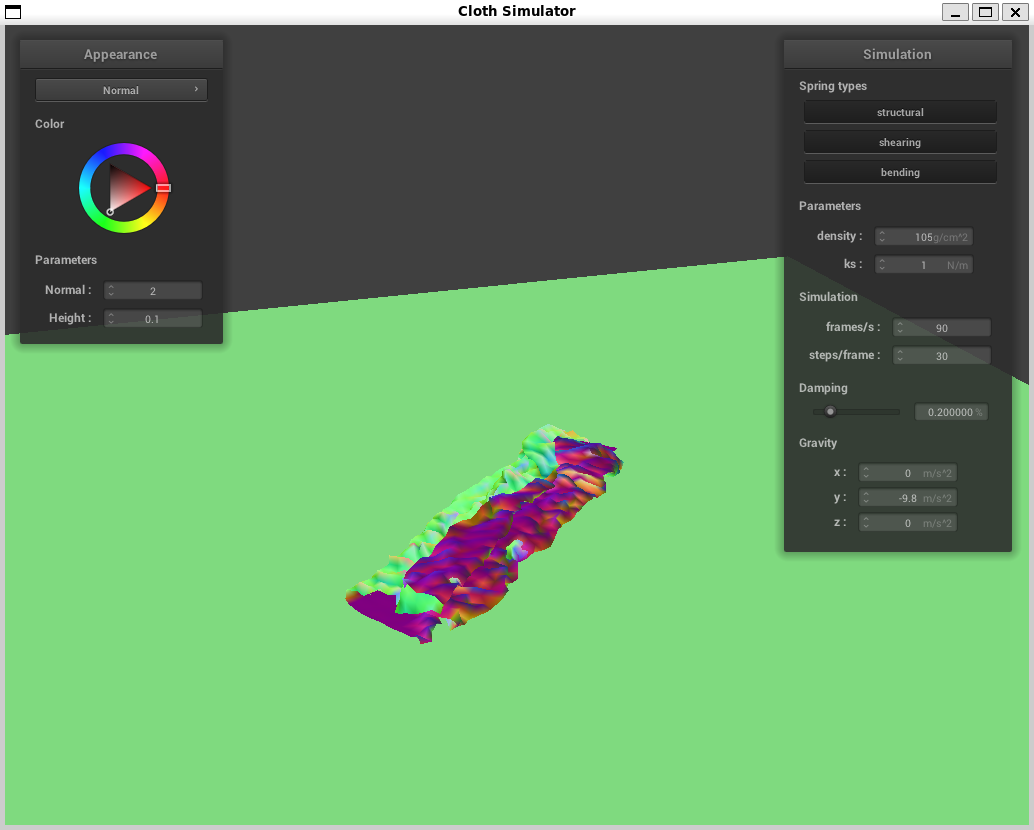 Cloth Simulator
Appearance
Normal
Color
Parameters
Normal : 2
Height : 0.1
Simulation
Spring types
structural
shearing
bending
Parameters
density : 105g/cm^2
ks : 1 N/m
Simulation
frames/s : 90
steps/frame : 30
Damping
0.200000 %
Gravity
x : 0 m/s^2
y : -9.8 m/s^2
z : 0 m/s^2